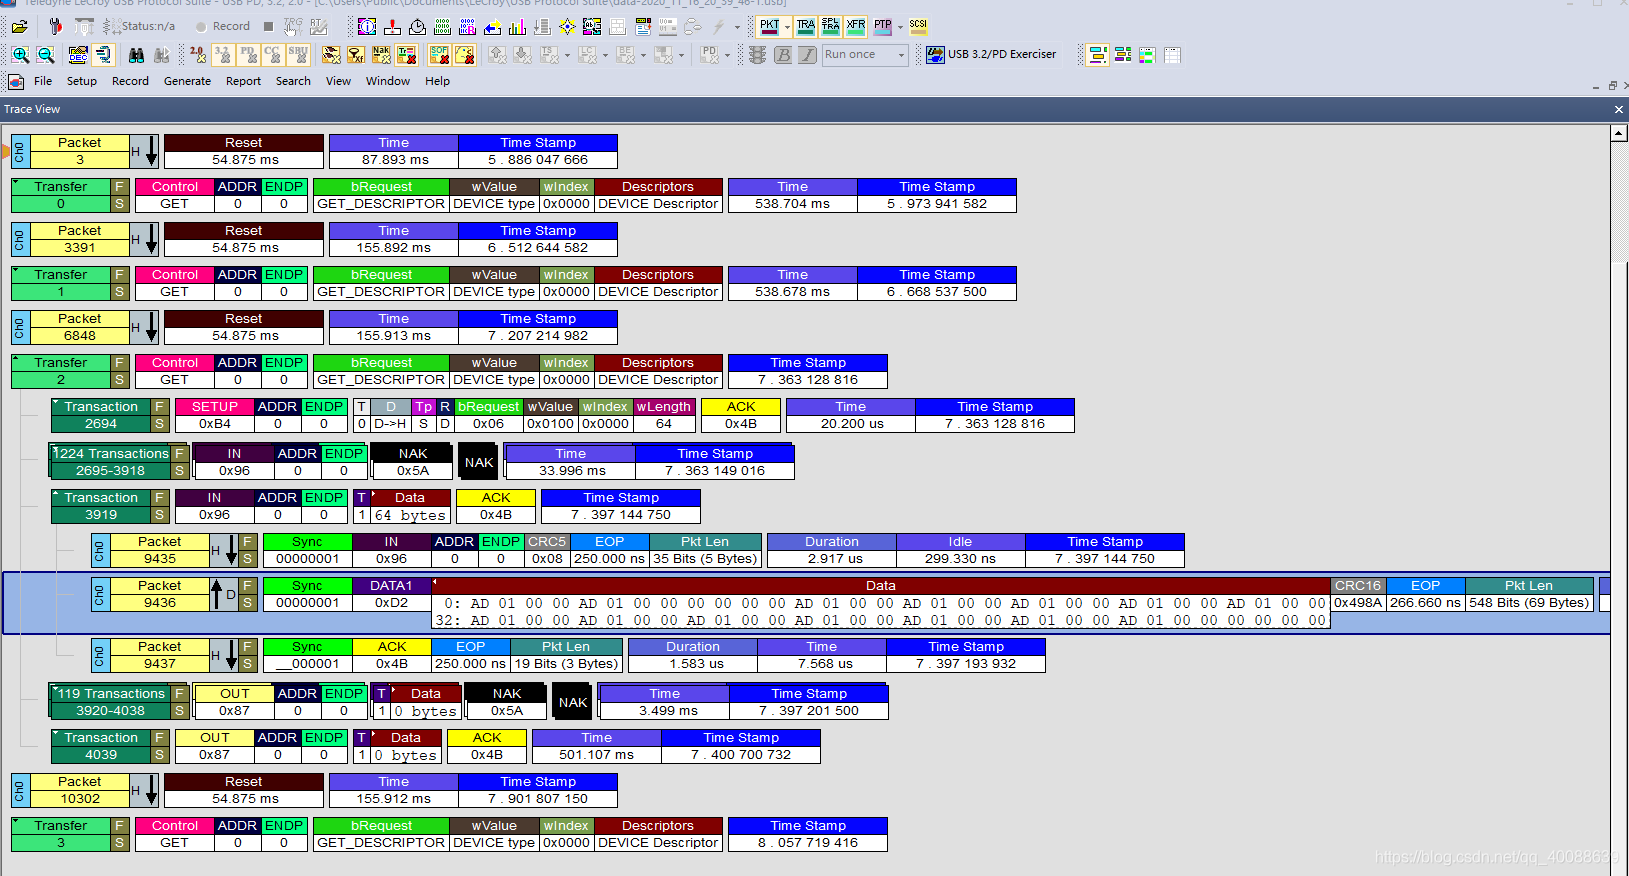 Teledyne LeCroy USB Protocol Suite - USB PD, 3.2, 2.0 - [C:\Users\Public\Documents\LeCroy\USB Protocol Suite\data-2020_11_16_20_39_46-1.usb]
Status:n/a Record PKT TRA SPL TRA XFR PTP SCSI
2.0 3.2 PD CC SBU Run once USB 3.2/PD Exerciser
File Setup Record Generate Report Search View Window Help
Trace View
Ch0 Packet H Reset Time Time Stamp
3 54.875 ms 87.893 ms 5 . 886 047 666
Transfer F Control ADDR ENDP bRequest wValue wIndex Descriptors Time Time Stamp
0 S GET 0 0 GET_DESCRIPTOR DEVICE type 0x0000 DEVICE Descriptor 538.704 ms 5 . 973 941 582
Ch0 Packet H Reset Time Time Stamp
3391 54.875 ms 155.892 ms 6 . 512 644 582
Transfer F Control ADDR ENDP bRequest wValue wIndex Descriptors Time Time Stamp
1 S GET 0 0 GET_DESCRIPTOR DEVICE type 0x0000 DEVICE Descriptor 538.678 ms 6 . 668 537 500
Ch0 Packet H Reset Time Time Stamp
6848 54.875 ms 155.913 ms 7 . 207 214 982
Transfer F Control ADDR ENDP bRequest wValue wIndex Descriptors Time Stamp
2 S GET 0 0 GET_DESCRIPTOR DEVICE type 0x0000 DEVICE Descriptor 7 . 363 128 816
Transaction F SETUP ADDR ENDP T D Tp R bRequest wValue wIndex wLength ACK Time Time Stamp
2694 S 0xB4 0 0 0 D->H S D 0x06 0x0100 0x0000 64 0x4B 20.200 us 7 . 363 128 816
1224 Transactions F IN ADDR ENDP NAK NAK Time Time Stamp
2695-3918 S 0x96 0 0 0x5A 33.996 ms 7 . 363 149 016
Transaction F IN ADDR ENDP T Data ACK Time Stamp
3919 S 0x96 0 0 1 64 bytes 0x4B 7 . 397 144 750
Ch0 Packet H F Sync IN ADDR ENDP CRC5 EOP Pkt Len Duration Idle Time Stamp
9435 S 00000001 0x96 0 0 0x08 250.000 ns 35 Bits (5 Bytes) 2.917 us 299.330 ns 7 . 397 144 750
Ch0 Packet D F Sync DATA1 Data CRC16 EOP Pkt Len
9436 S 00000001 0xD2 0: AD 01 00 00 AD 01 00 00 AD 01 00 00 AD 01 00 00 AD 01 00 00 AD 01 00 00 AD 01 00 00 AD 01 00 00 0x498A 266.660 ns 548 Bits (69 Bytes)
32: AD 01 00 00 AD 01 00 00 AD 01 00 00 AD 01 00 00 AD 01 00 00 AD 01 00 00 AD 01 00 00 00 00 00 00
Ch0 Packet H F Sync ACK EOP Pkt Len Duration Time Time Stamp
9437 S __000001 0x4B 250.000 ns 19 Bits (3 Bytes) 1.583 us 7.568 us 7 . 397 193 932
119 Transactions F OUT ADDR ENDP T Data NAK NAK Time Time Stamp
3920-4038 S 0x87 0 0 1 0 bytes 0x5A 3.499 ms 7 . 397 201 500
Transaction F OUT ADDR ENDP T Data ACK Time Time Stamp
4039 S 0x87 0 0 1 0 bytes 0x4B 501.107 ms 7 . 400 700 732
Ch0 Packet H Reset Time Time Stamp
10302 54.875 ms 155.912 ms 7 . 901 807 150
Transfer F Control ADDR ENDP bRequest wValue wIndex Descriptors Time Stamp
3 S GET 0 0 GET_DESCRIPTOR DEVICE type 0x0000 DEVICE Descriptor 8 . 057 719 416